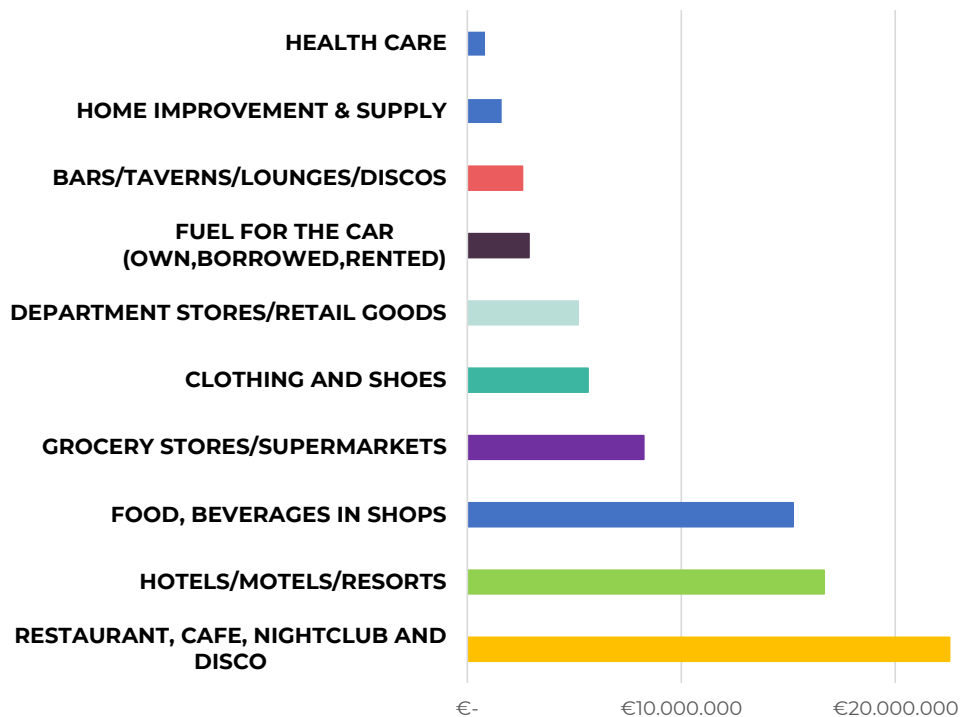 HEALTH CARE
HOME IMPROVEMENT & SUPPLY
BARS/TAVERNS/LOUNGES/DISCOS
FUEL FOR THE CAR
(OWN,BORROWED,RENTED)
DEPARTMENT STORES/RETAIL GOODS
CLOTHING AND SHOES
GROCERY STORES/SUPERMARKETS
FOOD, BEVERAGES IN SHOPS
HOTELS/MOTELS/RESORTS
RESTAURANT, CAFE, NIGHTCLUB AND
DISCO
€- €10.000.000 €20.000.000